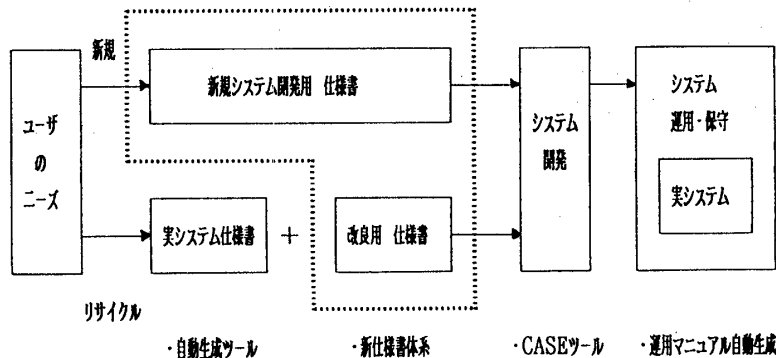 新規
新規システム開発用 仕様書
ユーザ
の
ニーズ
システム
開発
システム
運用・保守
実システム
実システム仕様書
+
改良用 仕様書
リサイクル
・自動生成ツール
・新仕様書体系
・CASEツール
・運用マニュアル自動生成